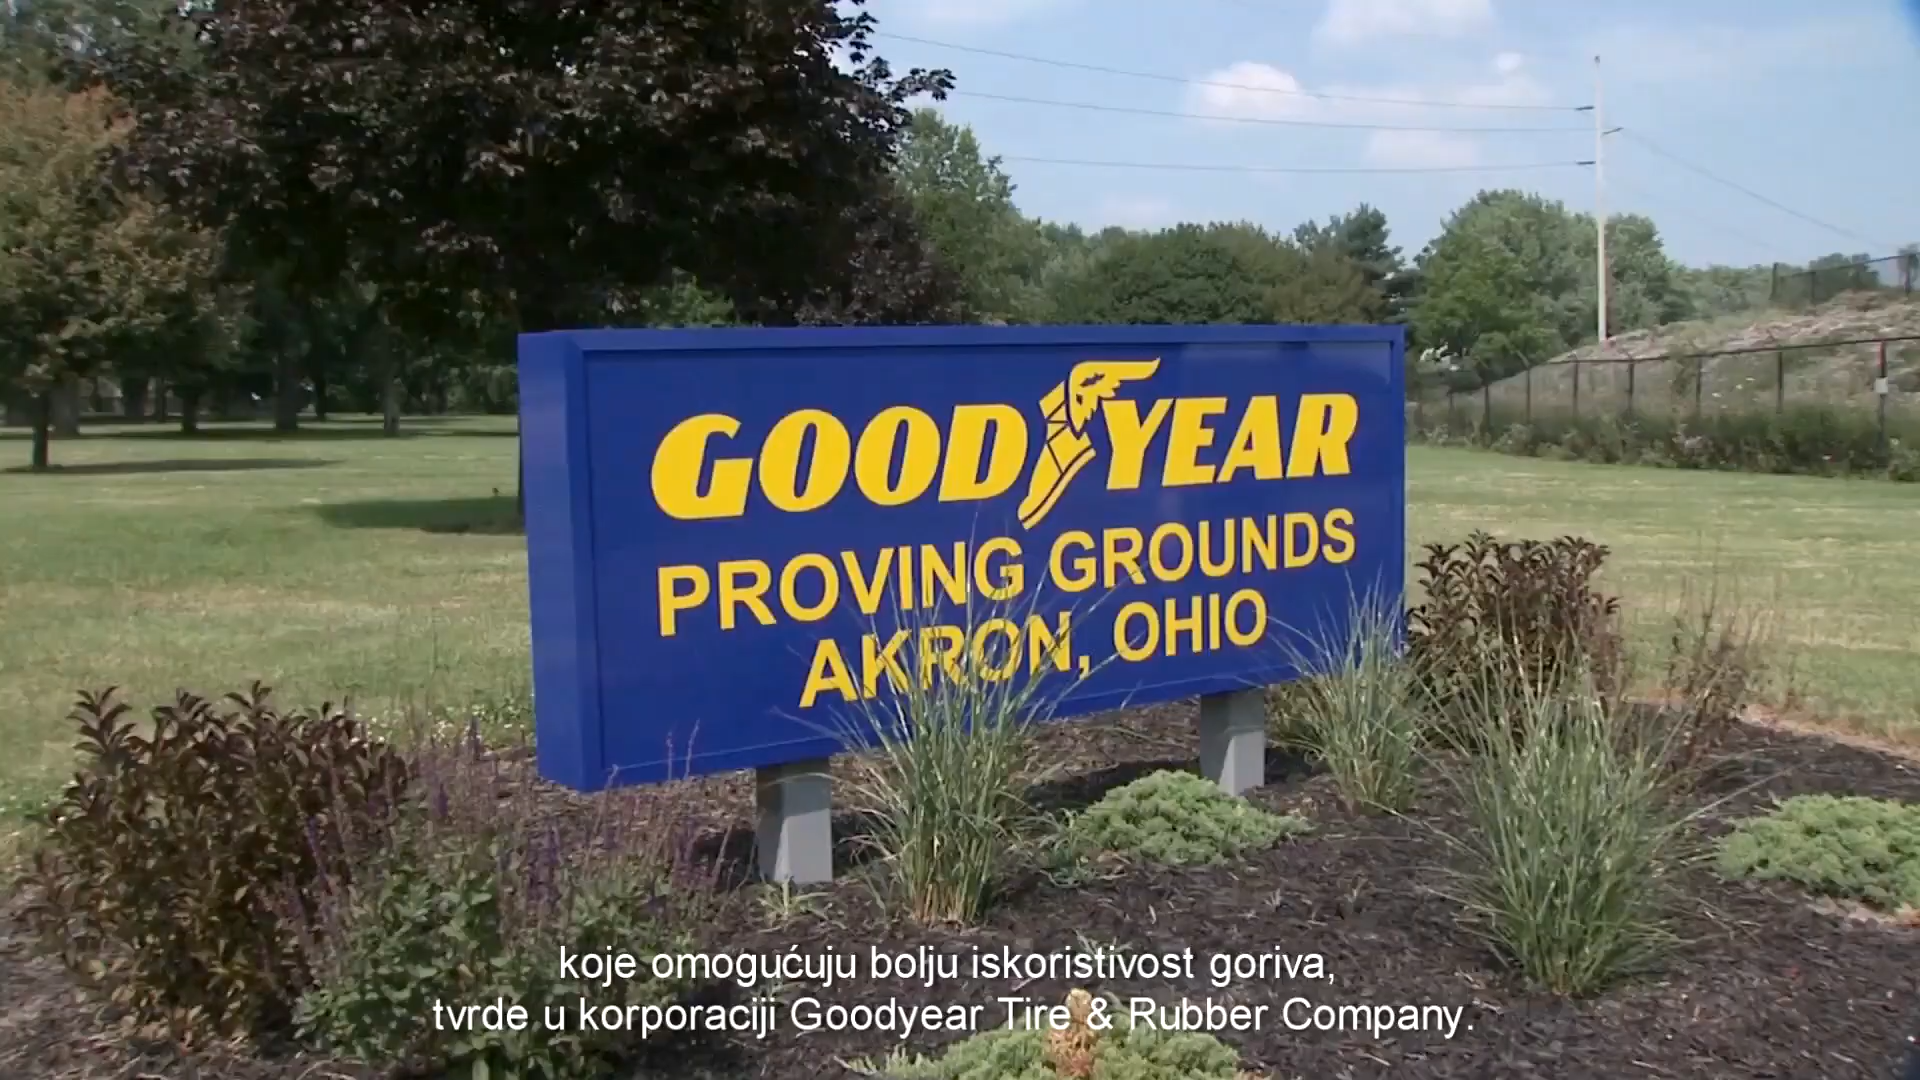 GOODYEAR
PROVING GROUNDS
AKRON, OHIO
koje omogućuju bolju iskoristivost goriva,
tvrde u korporaciji Goodyear Tire & Rubber Company.